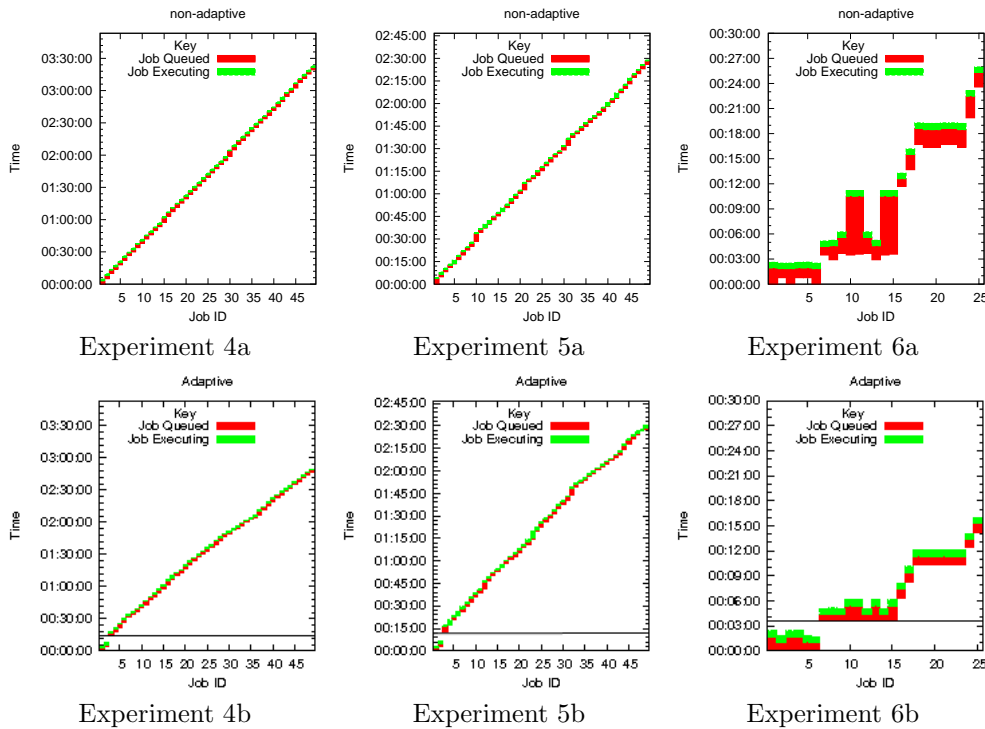 non-adaptive
Key
Job Queued
Job Executing
03:30:00
03:00:00
02:30:00
02:00:00
01:30:00
01:00:00
00:30:00
00:00:00
Time
5 10 15 20 25 30 35 40 45
Job ID
Experiment 4a
non-adaptive
Key
Job Queued
Job Executing
02:45:00
02:30:00
02:15:00
02:00:00
01:45:00
01:30:00
01:15:00
01:00:00
00:45:00
00:30:00
00:15:00
00:00:00
Time
5 10 15 20 25 30 35 40 45
Job ID
Experiment 5a
non-adaptive
Key
Job Queued
Job Executing
00:30:00
00:27:00
00:24:00
00:21:00
00:18:00
00:15:00
00:12:00
00:09:00
00:06:00
00:03:00
00:00:00
Time
5 10 15 20 25
Job ID
Experiment 6a
Adaptive
Key
Job Queued
Job Executing
03:30:00
03:00:00
02:30:00
02:00:00
01:30:00
01:00:00
00:30:00
00:00:00
Time
5 10 15 20 25 30 35 40 45
Job ID
Experiment 4b
Adaptive
Key
Job Queued
Job Executing
02:45:00
02:30:00
02:15:00
02:00:00
01:45:00
01:30:00
01:15:00
01:00:00
00:45:00
00:30:00
00:15:00
00:00:00
Time
5 10 15 20 25 30 35 40 45
Job ID
Experiment 5b
Adaptive
Key
Job Queued
Job Executing
00:30:00
00:27:00
00:24:00
00:21:00
00:18:00
00:15:00
00:12:00
00:09:00
00:06:00
00:03:00
00:00:00
Time
5 10 15 20 25
Job ID
Experiment 6b